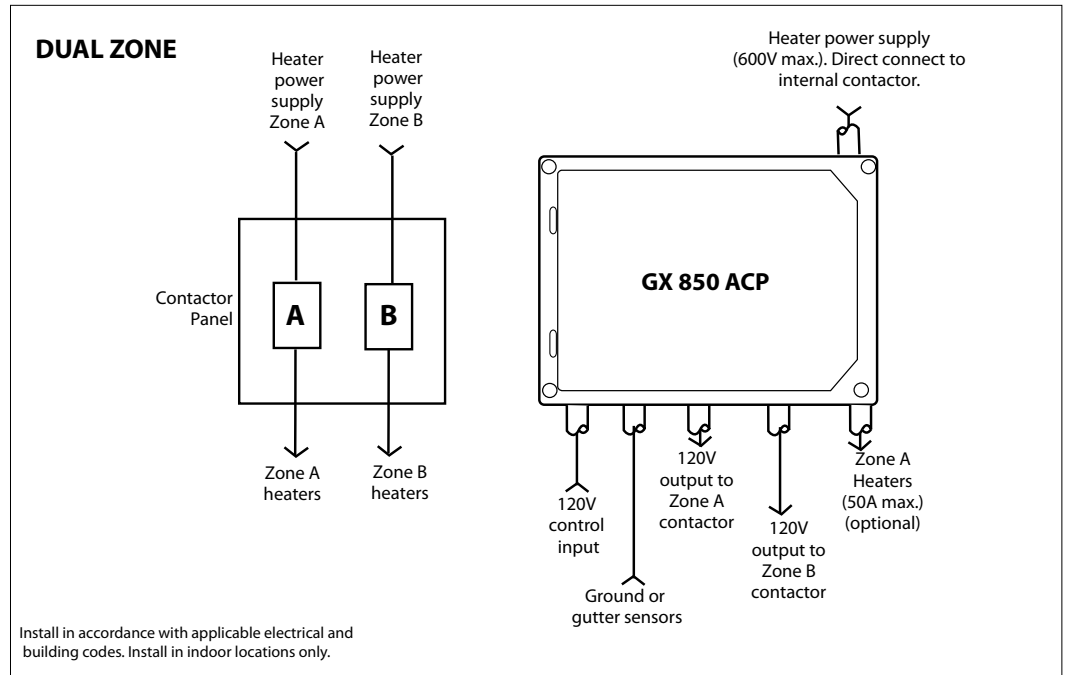 DUAL ZONE
Heater
power
supply
Zone A
Heater
power
supply
Zone B
Heater power supply
(600V max.). Direct connect to
internal contactor.
Contactor
Panel
A
B
GX 850 ACP
Zone A
heaters
Zone B
heaters
120V
control
input
Ground or
gutter sensors
120V
output to
Zone A
contactor
120V
output to
Zone B
contactor
Zone A
Heaters
(50A max.)
(optional)
Install in accordance with applicable electrical and
building codes. Install in indoor locations only.